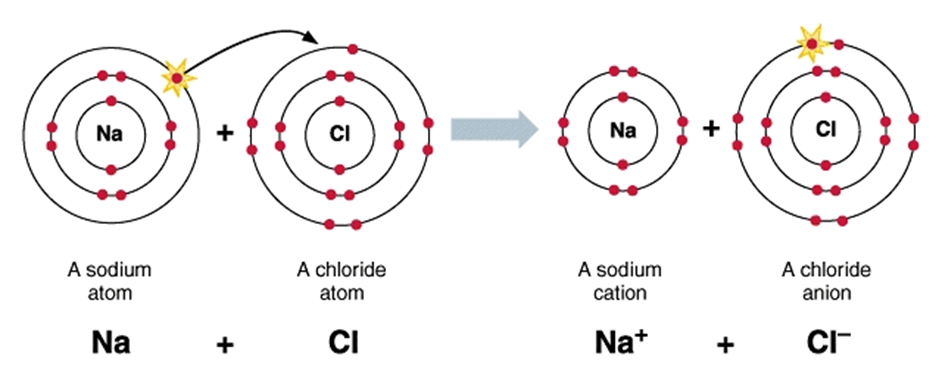 Na + Cl Na + Cl
A sodium atom
A chloride atom
A sodium cation
A chloride anion
Na + Cl Na⁺ + Cl⁻